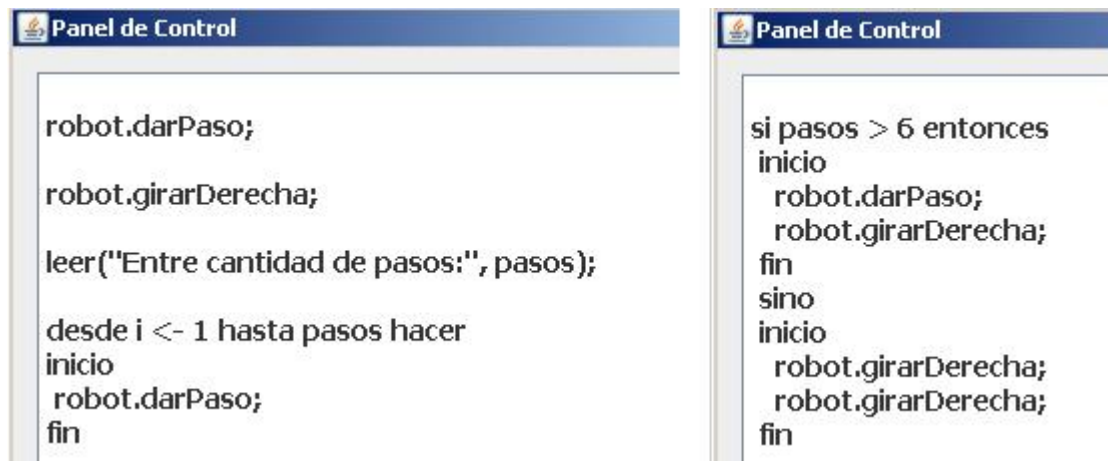 Panel de Control
robot.darPaso;
robot.girarDerecha;
leer("Entre cantidad de pasos:", pasos);
desde i <- 1 hasta pasos hacer
inicio
robot.darPaso;
fin
Panel de Control
si pasos > 6 entonces
inicio
robot.darPaso;
robot.girarDerecha;
fin
sino
inicio
robot.girarDerecha;
robot.girarDerecha;
fin